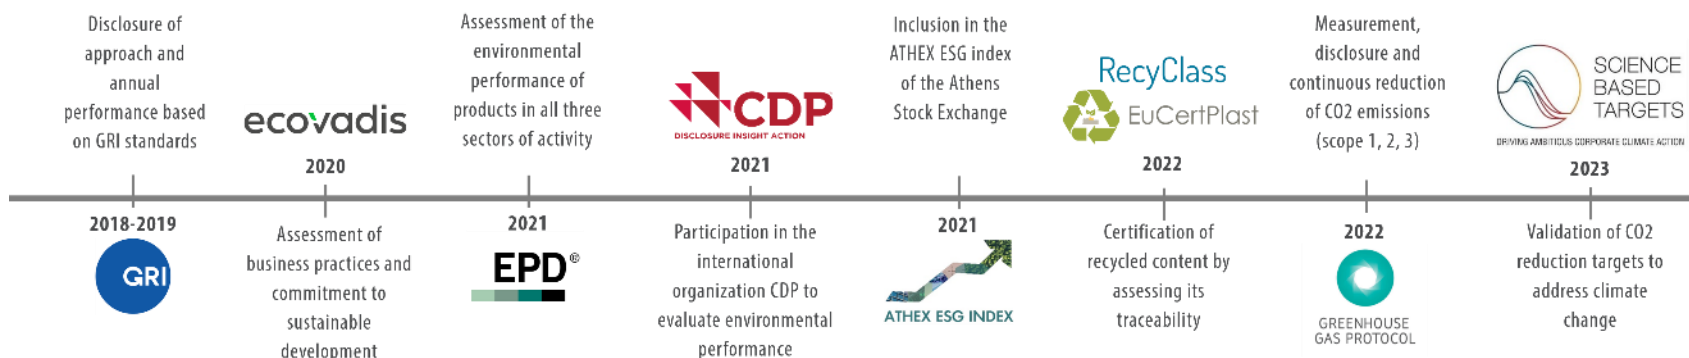 Disclosure of
approach and
annual
performance based
on GRI standards
2018-2019
GRI
ecovadis
2020
Assessment of
business practices and
commitment to
sustainable
development
Assessment of the
environmental
performance of
products in all three
sectors of activity
2021
EPD®
CDP
DISCLOSURE INSIGHT ACTION
2021
Participation in the
international
organization CDP to
evaluate environmental
performance
Inclusion in the
ATHEX ESG index
of the Athens
Stock Exchange
2021
ATHEX ESG INDEX
RecyClass
EuCertPlast
2022
Certification of
recycled content by
assessing its
traceability
Measurement,
disclosure and
continuous reduction
of CO2 emissions
(scope 1, 2, 3)
2022
GREENHOUSE
GAS PROTOCOL
SCIENCE
BASED
TARGETS
DRIVING AMBITIOUS CORPORATE CLIMATE ACTION
2023
Validation of CO2
reduction targets to
address climate
change